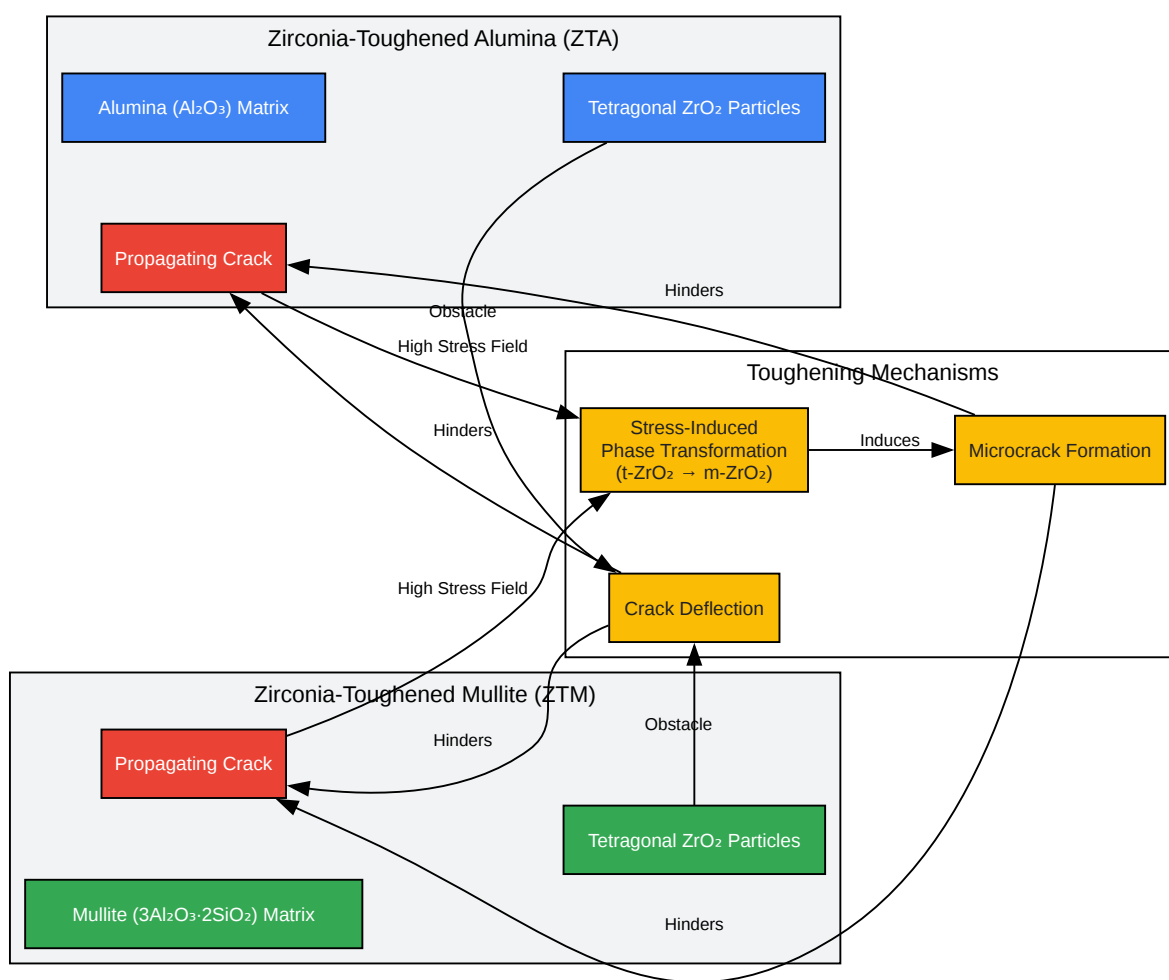 Zirconia-Toughened Alumina (ZTA)
Alumina (Al₂O₃) Matrix
Tetragonal ZrO₂ Particles
Propagating Crack
Hinders
Obstacle
High Stress Field
Toughening Mechanisms
Hinders
Stress-Induced
Phase Transformation
(t-ZrO₂ → m-ZrO₂)
Induces
Microcrack Formation
High Stress Field
Crack Deflection
Zirconia-Toughened Mullite (ZTM)
Obstacle
Hinders
Propagating Crack
Tetragonal ZrO₂ Particles
Mullite (3Al₂O₃·2SiO₂) Matrix
Hinders